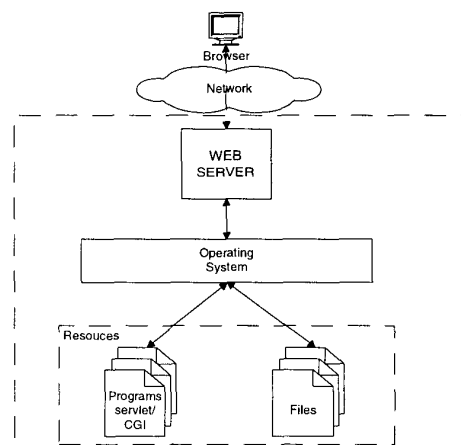 Browser
Network
WEB
SERVER
Operating
System
Resouces
Programs
servlet/
CGI
Files